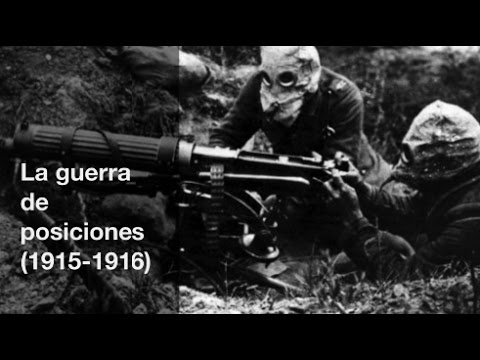 La guerra
de
posiciones
(1915-1916)